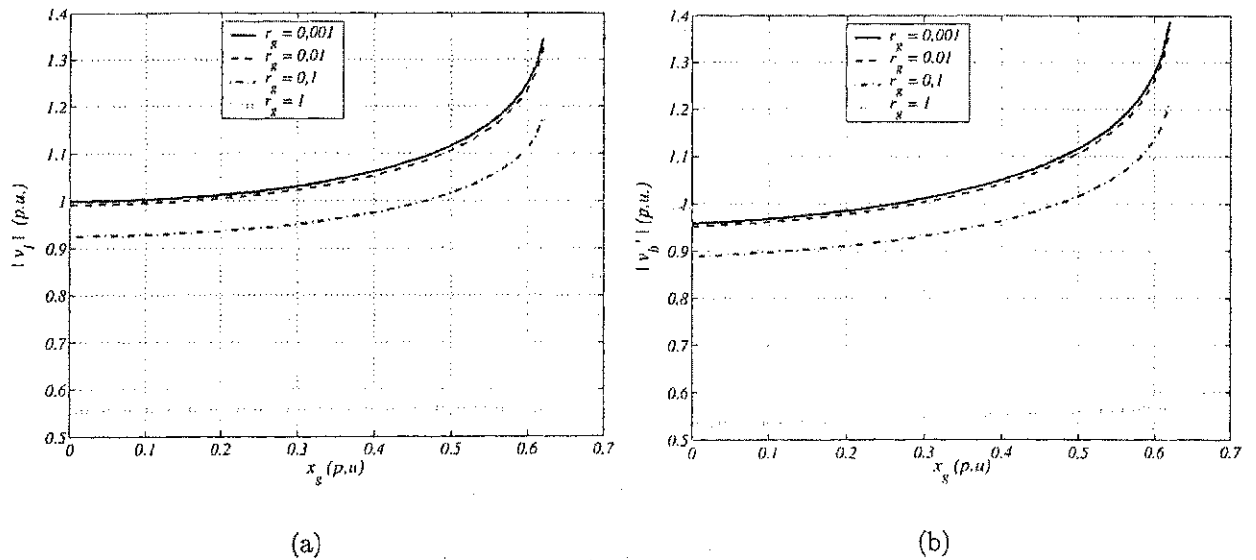 1.4
1.3
1.2
1.1
1
0.9
0.8
0.7
0.6
0.5
| v_f | (p.u.)
r_g = 0,001
r_g = 0.01
r_g = 0,1
r_g = 1
0
0.1
0.2
0.3
0.4
0.5
0.6
0.7
x_g (p.u)
(a)
1.4
1.3
1.2
1.1
1
0.9
0.8
0.7
0.6
0.5
| v_b' | (p.u.)
r_g = 0,001
r_g = 0.01
r_g = 0,1
r_g = 1
0
0.1
0.2
0.3
0.4
0.5
0.6
0.7
x_g (p.u)
(b)